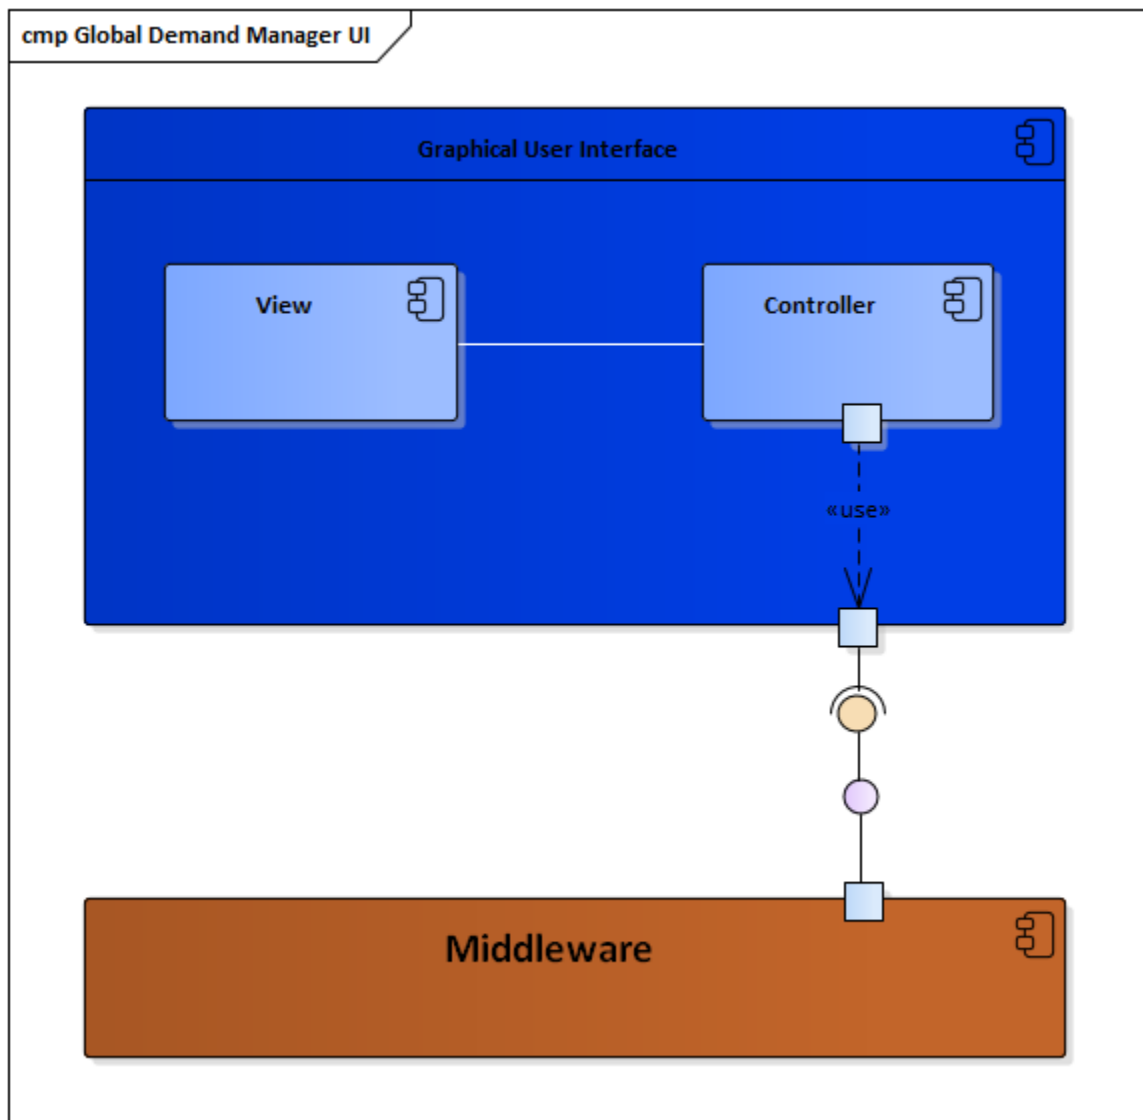 cmp Global Demand Manager UI
Graphical User Interface
View
Controller
«use»
Middleware